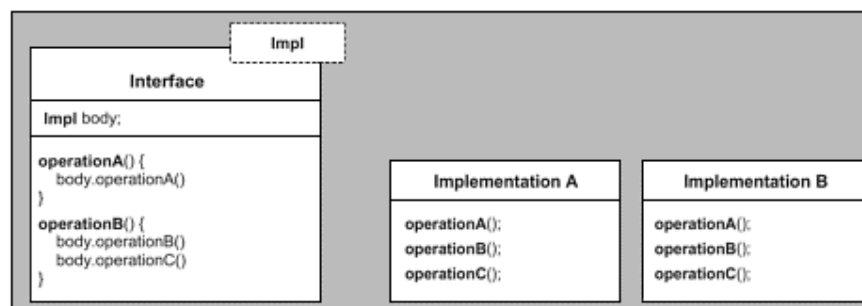 Impl
Interface
Impl body;
operationA() {
body.operationA()
}
operationB() {
body.operationB()
body.operationC()
}
Implementation A
operationA();
operationB();
operationC();
Implementation B
operationA();
operationB();
operationC();